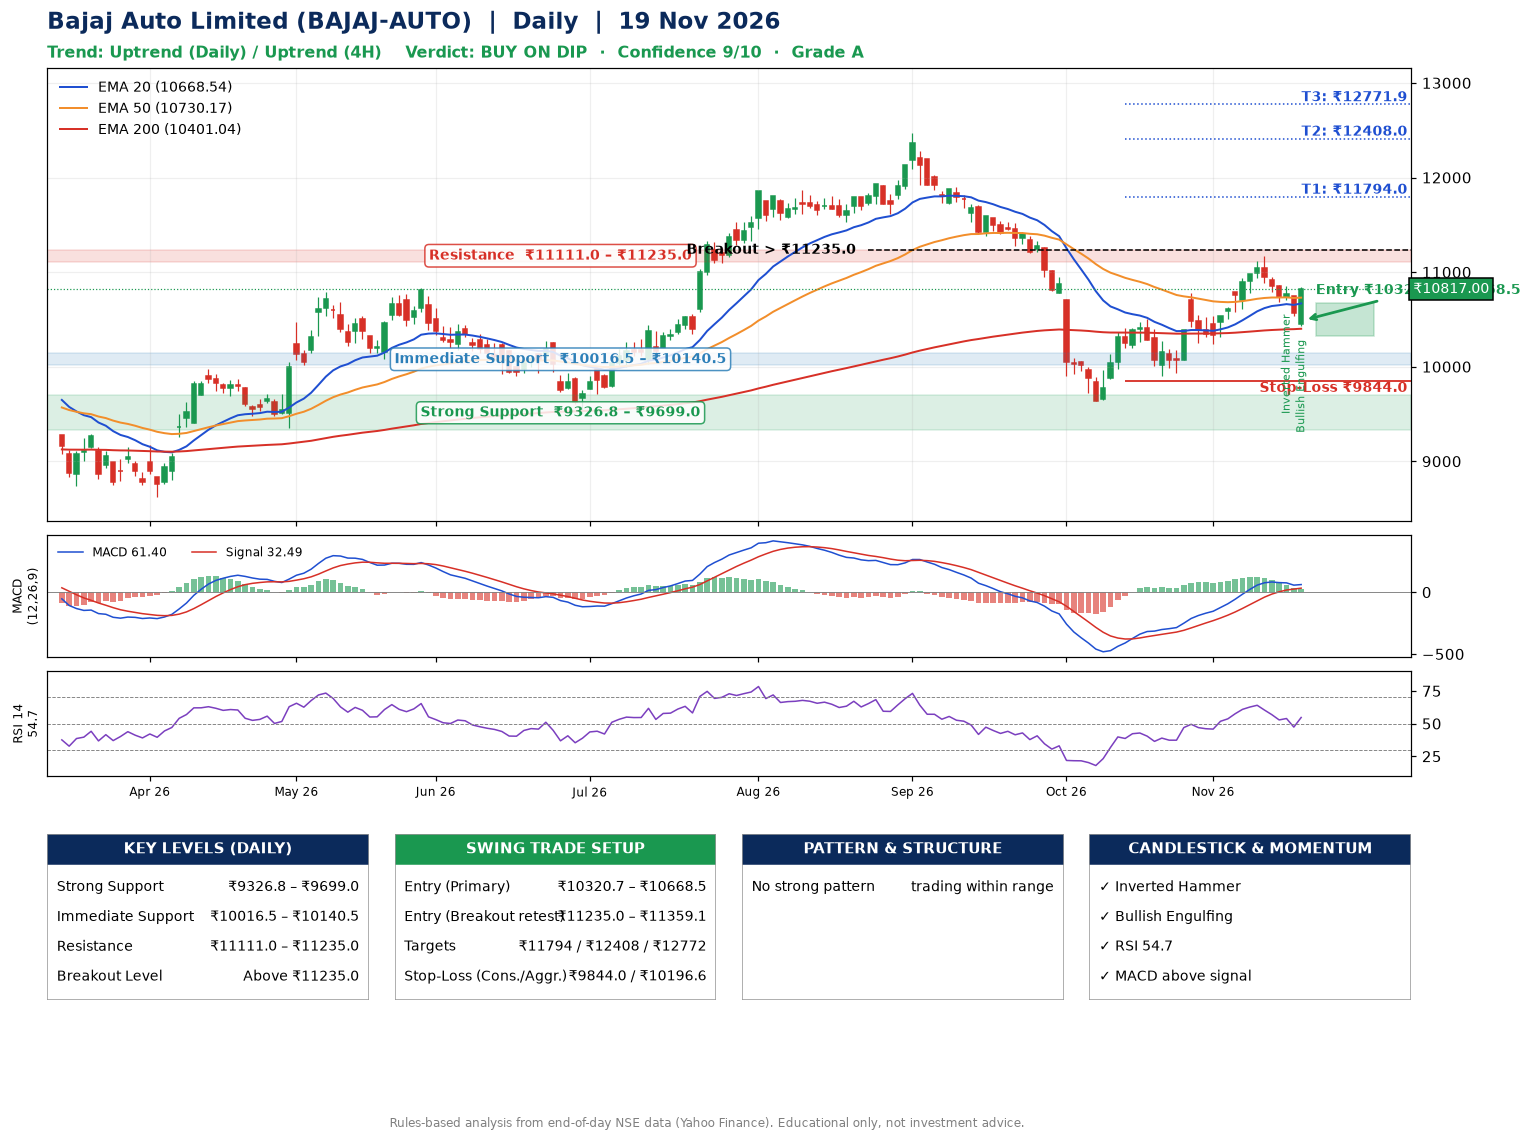 Bajaj Auto Limited (BAJAJ-AUTO)  |  Daily  |  19 Nov 2026
Trend: Uptrend (Daily) / Uptrend (4H)    Verdict: BUY ON DIP  ·  Confidence 9/10  ·  Grade A
EMA 20 (10668.54)
EMA 50 (10730.17)
EMA 200 (10401.04)
13000
12000
11000
10000
9000
T3: ₹12771.9
T2: ₹12408.0
T1: ₹11794.0
Resistance  ₹11111.0 – ₹11235.0
Breakout > ₹11235.0
₹10817.00
Immediate Support  ₹10016.5 – ₹10140.5
Strong Support  ₹9326.8 – ₹9699.0
Stop-Loss ₹9844.0
Inverted Hammer
Bullish Engulfing
MACD 61.40
Signal 32.49
MACD
(12,26,9)
0
−500
RSI 14
54.7
75
50
25
Apr 26
May 26
Jun 26
Jul 26
Aug 26
Sep 26
Oct 26
Nov 26
KEY LEVELS (DAILY)
Strong Support ₹9326.8 – ₹9699.0
Immediate Support ₹10016.5 – ₹10140.5
Resistance ₹11111.0 – ₹11235.0
Breakout Level Above ₹11235.0
SWING TRADE SETUP
Entry (Primary) ₹10320.7 – ₹10668.5
Entry (Breakout retest) ₹11235.0 – ₹11359.1
Targets ₹11794 / ₹12408 / ₹12772
Stop-Loss (Cons./Aggr.) ₹9844.0 / ₹10196.6
PATTERN & STRUCTURE
No strong pattern trading within range
CANDLESTICK & MOMENTUM
✓ Inverted Hammer
✓ Bullish Engulfing
✓ RSI 54.7
✓ MACD above signal
Rules-based analysis from end-of-day NSE data (Yahoo Finance). Educational only, not investment advice.